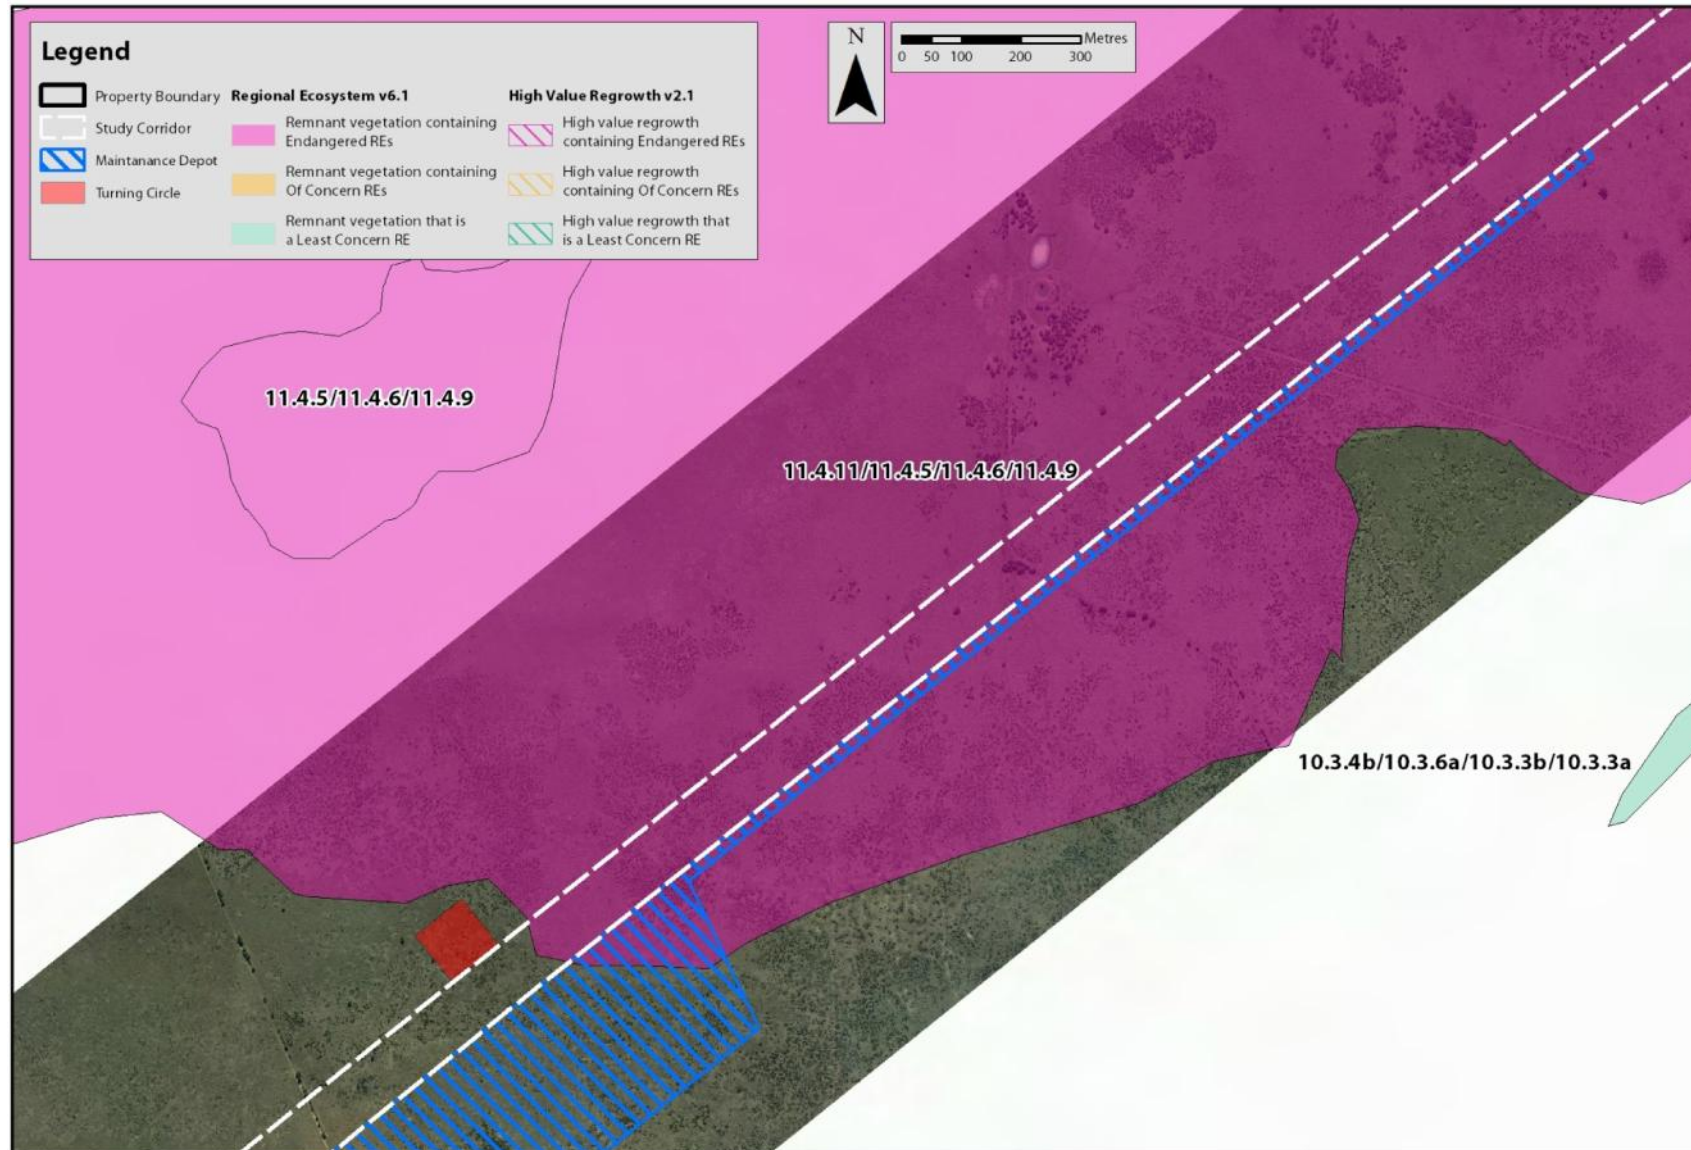 Legend
Property Boundary
Study Corridor
Maintanance Depot
Turning Circle
Regional Ecosystem v6.1
Remnant vegetation containing
Endangered REs
Remnant vegetation containing
Of Concern REs
Remnant vegetation that is
a Least Concern RE
High Value Regrowth v2.1
High value regrowth
containing Endangered REs
High value regrowth
containing Of Concern REs
High value regrowth that
is a Least Concern RE
N
Metres
0 50 100 200 300
11.4.5/11.4.6/11.4.9
11.4.11/11.4.5/11.4.6/11.4.9
10.3.4b/10.3.6a/10.3.3b/10.3.3a